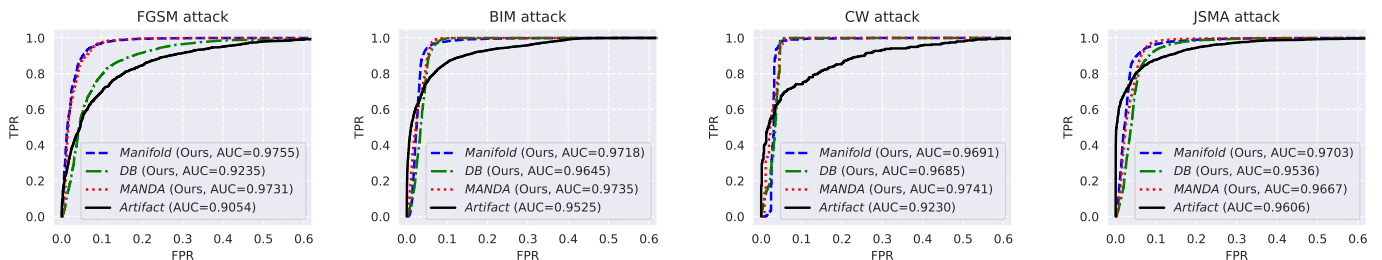 FGSM attack
1.0
0.8
0.6
0.4
0.2
0.0
TPR
Manifold (Ours, AUC=0.9755)
DB (Ours, AUC=0.9235)
MANDA (Ours, AUC=0.9731)
Artifact (AUC=0.9054)
0.0 0.1 0.2 0.3 0.4 0.5 0.6
FPR
BIM attack
1.0
0.8
0.6
0.4
0.2
0.0
TPR
Manifold (Ours, AUC=0.9718)
DB (Ours, AUC=0.9645)
MANDA (Ours, AUC=0.9735)
Artifact (AUC=0.9525)
0.0 0.1 0.2 0.3 0.4 0.5 0.6
FPR
CW attack
1.0
0.8
0.6
0.4
0.2
0.0
TPR
Manifold (Ours, AUC=0.9691)
DB (Ours, AUC=0.9685)
MANDA (Ours, AUC=0.9741)
Artifact (AUC=0.9230)
0.0 0.1 0.2 0.3 0.4 0.5 0.6
FPR
JSMA attack
1.0
0.8
0.6
0.4
0.2
0.0
TPR
Manifold (Ours, AUC=0.9703)
DB (Ours, AUC=0.9536)
MANDA (Ours, AUC=0.9667)
Artifact (AUC=0.9606)
0.0 0.1 0.2 0.3 0.4 0.5 0.6
FPR